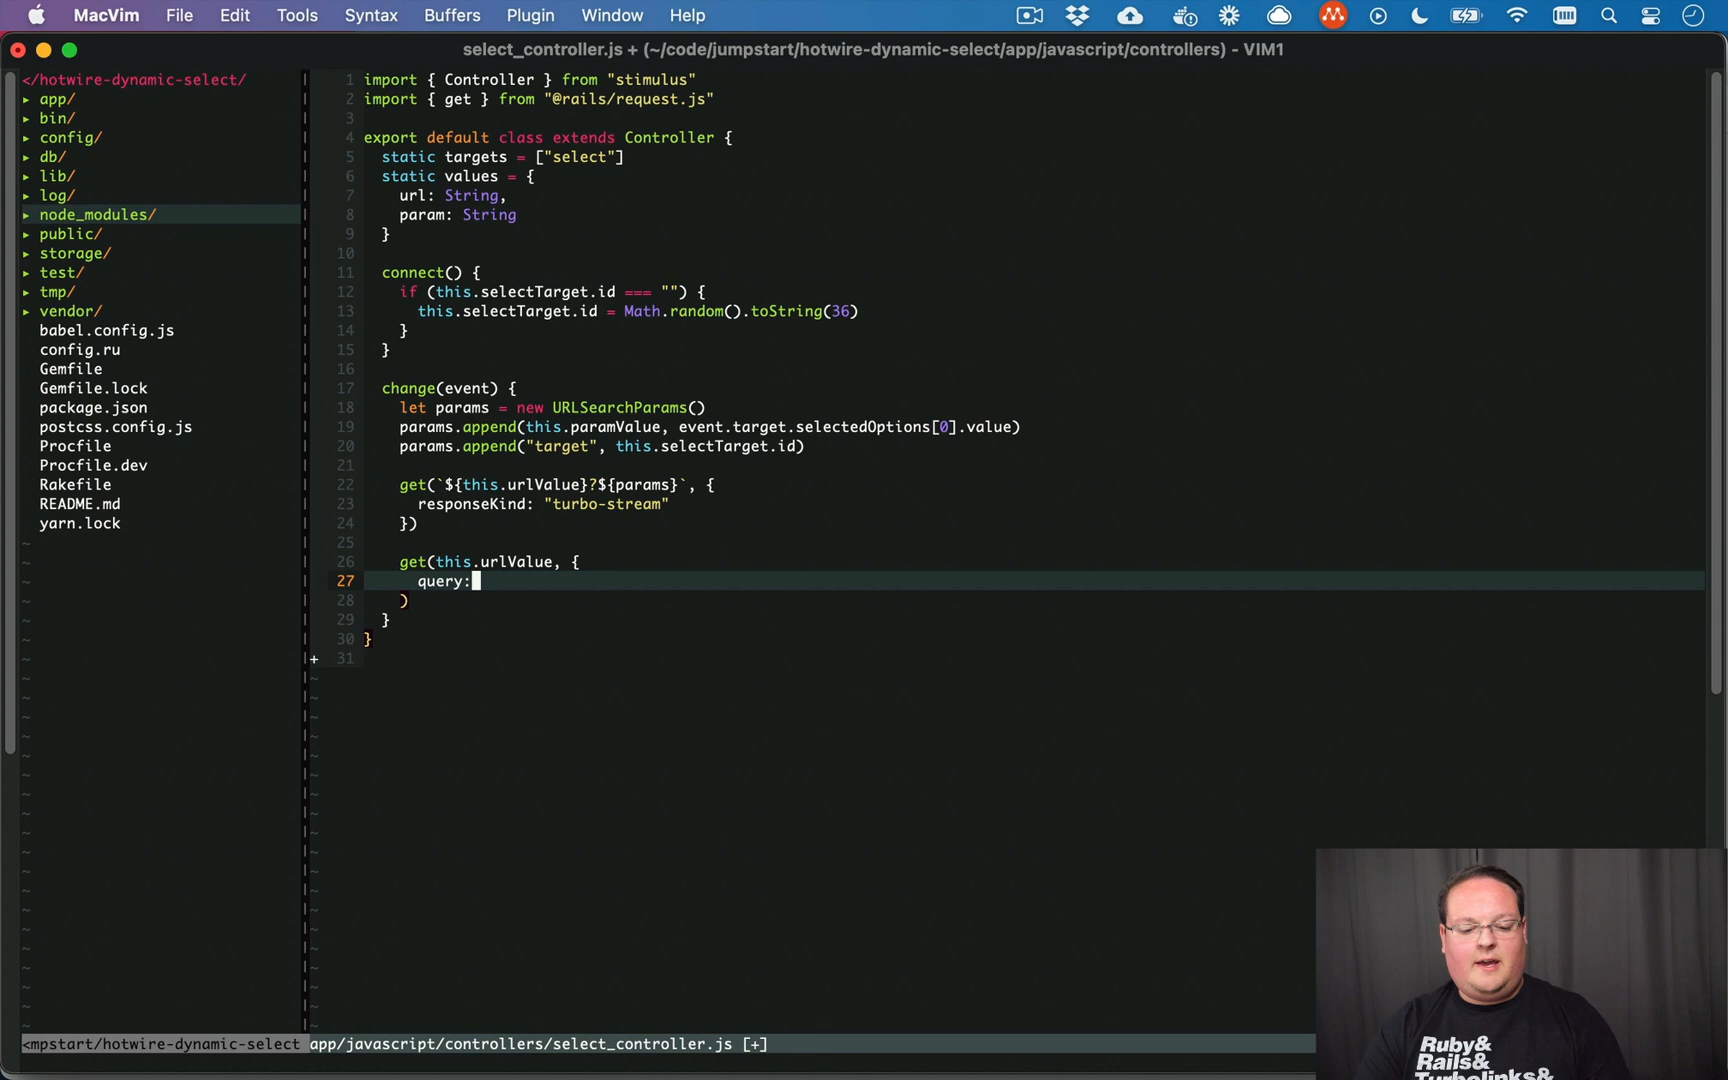 MacVim File Edit Tools Syntax Buffers Plugin Window Help
select_controller.js + (~/code/jumpstart/hotwire-dynamic-select/app/javascript/controllers) - VIM1
</hotwire-dynamic-select/
▸ app/
▸ bin/
▸ config/
▸ db/
▸ lib/
▸ log/
▸ node_modules/
▸ public/
▸ storage/
▸ test/
▸ tmp/
▸ vendor/
babel.config.js
config.ru
Gemfile
Gemfile.lock
package.json
postcss.config.js
Procfile
Procfile.dev
Rakefile
README.md
yarn.lock
1 import { Controller } from "stimulus"
2 import { get } from "@rails/request.js"
3
4 export default class extends Controller {
5 static targets = ["select"]
6 static values = {
7 url: String,
8 param: String
9 }
10
11 connect() {
12 if (this.selectTarget.id === "") {
13 this.selectTarget.id = Math.random().toString(36)
14 }
15 }
16
17 change(event) {
18 let params = new URLSearchParams()
19 params.append(this.paramValue, event.target.selectedOptions[0].value)
20 params.append("target", this.selectTarget.id)
21
22 get(`${this.urlValue}?${params}`, {
23 responseKind: "turbo-stream"
24 })
25
26 get(this.urlValue, {
27 query:
28 )
29 }
30 }
+ 31
<mpstart/hotwire-dynamic-select app/javascript/controllers/select_controller.js [+]
Ruby&
Rails&
Turbolinks&